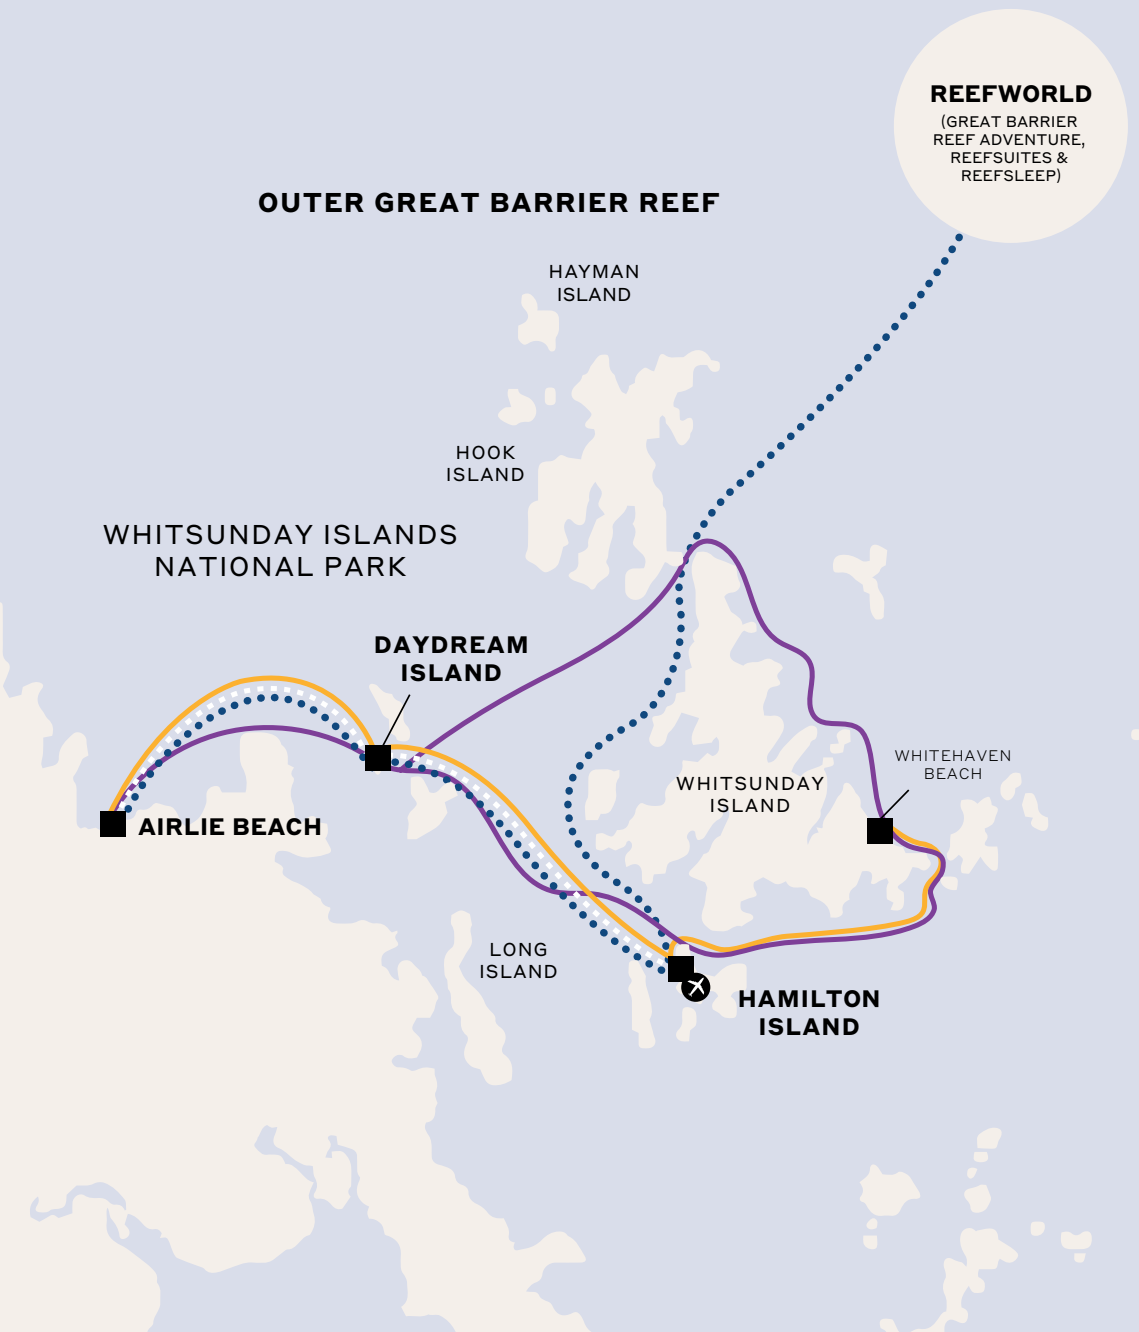 REEFWORLD
(GREAT BARRIER
REEF ADVENTURE,
REEFSUITES &
REEFSLEEP)
OUTER GREAT BARRIER REEF
HAYMAN
ISLAND
HOOK
ISLAND
WHITSUNDAY ISLANDS
NATIONAL PARK
DAYDREAM
ISLAND
WHITEHAVEN
BEACH
WHITSUNDAY
ISLAND
AIRLIE BEACH
LONG
ISLAND
HAMILTON
ISLAND